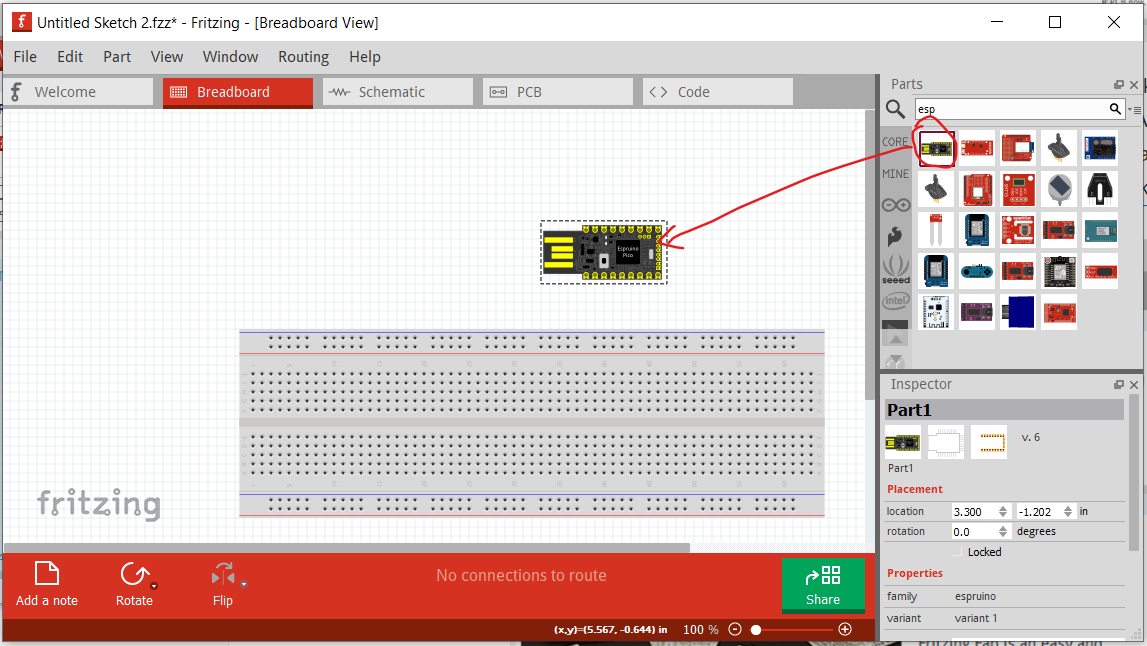 Untitled Sketch 2.fzz* - Fritzing - [Breadboard View]
File Edit Part View Window Routing Help
Welcome Breadboard Schematic PCB Code
Parts
esp
CORE
MINE
seeed
intel
Espruino
Pico
fritzing
Inspector
Part1
v. 6
Part1
Placement
location 3.300 -1.202 in
rotation 0.0 degrees
Locked
Properties
family espruino
variant variant 1
Add a note Rotate Flip
No connections to route
Share
(x,y)=(5.567, -0.644) in 100 %